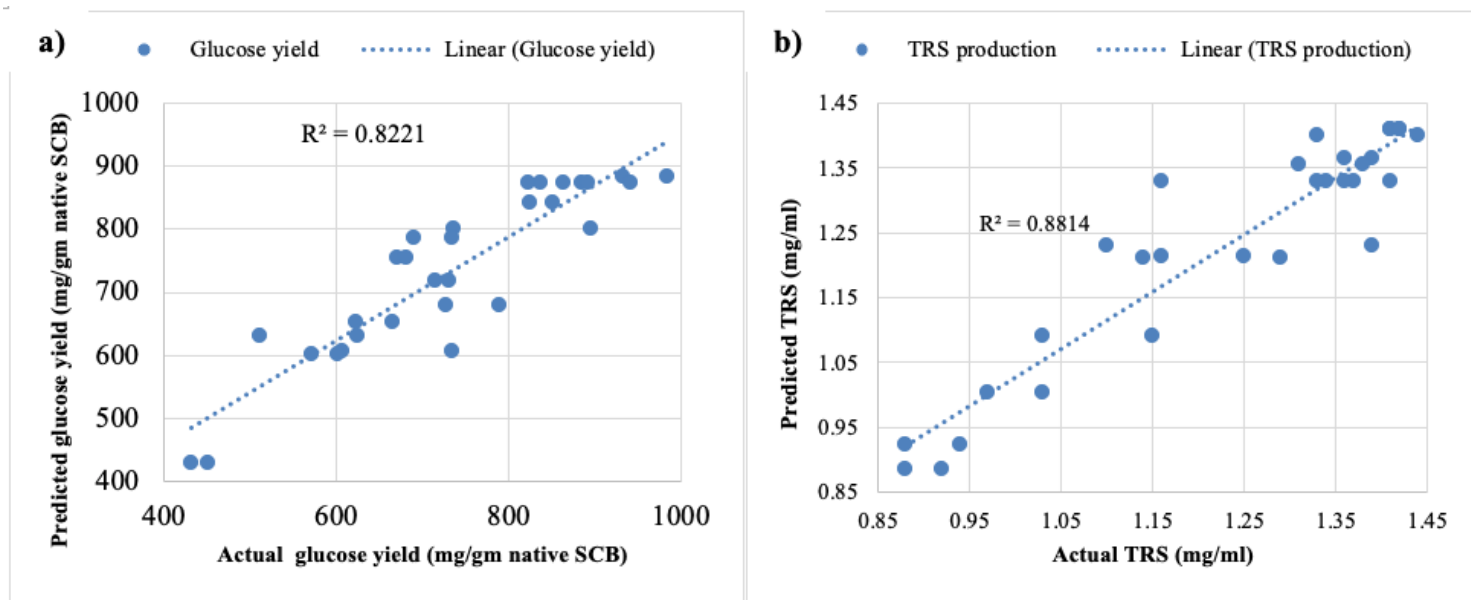 a)
Glucose yield
Linear (Glucose yield)
R² = 0.8221
Predicted glucose yield (mg/gm native SCB)
1000
900
800
700
600
500
400
400 600 800 1000
Actual glucose yield (mg/gm native SCB)
b)
TRS production
Linear (TRS production)
R² = 0.8814
Predicted TRS (mg/ml)
1.45
1.35
1.25
1.15
1.05
0.95
0.85
0.85 0.95 1.05 1.15 1.25 1.35 1.45
Actual TRS (mg/ml)